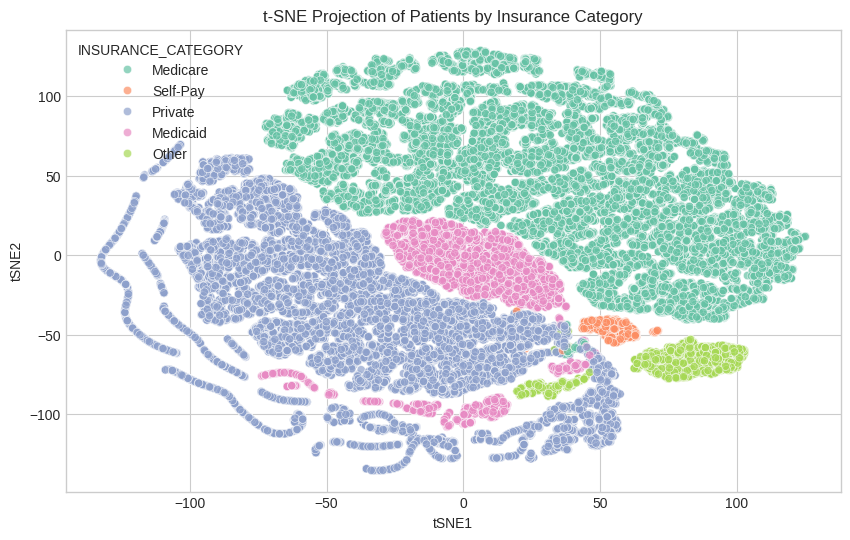 t-SNE Projection of Patients by Insurance Category
INSURANCE_CATEGORY
Medicare
Self-Pay
Private
Medicaid
Other
100
50
0
−50
−100
tSNE2
−100
−50
0
50
100
tSNE1